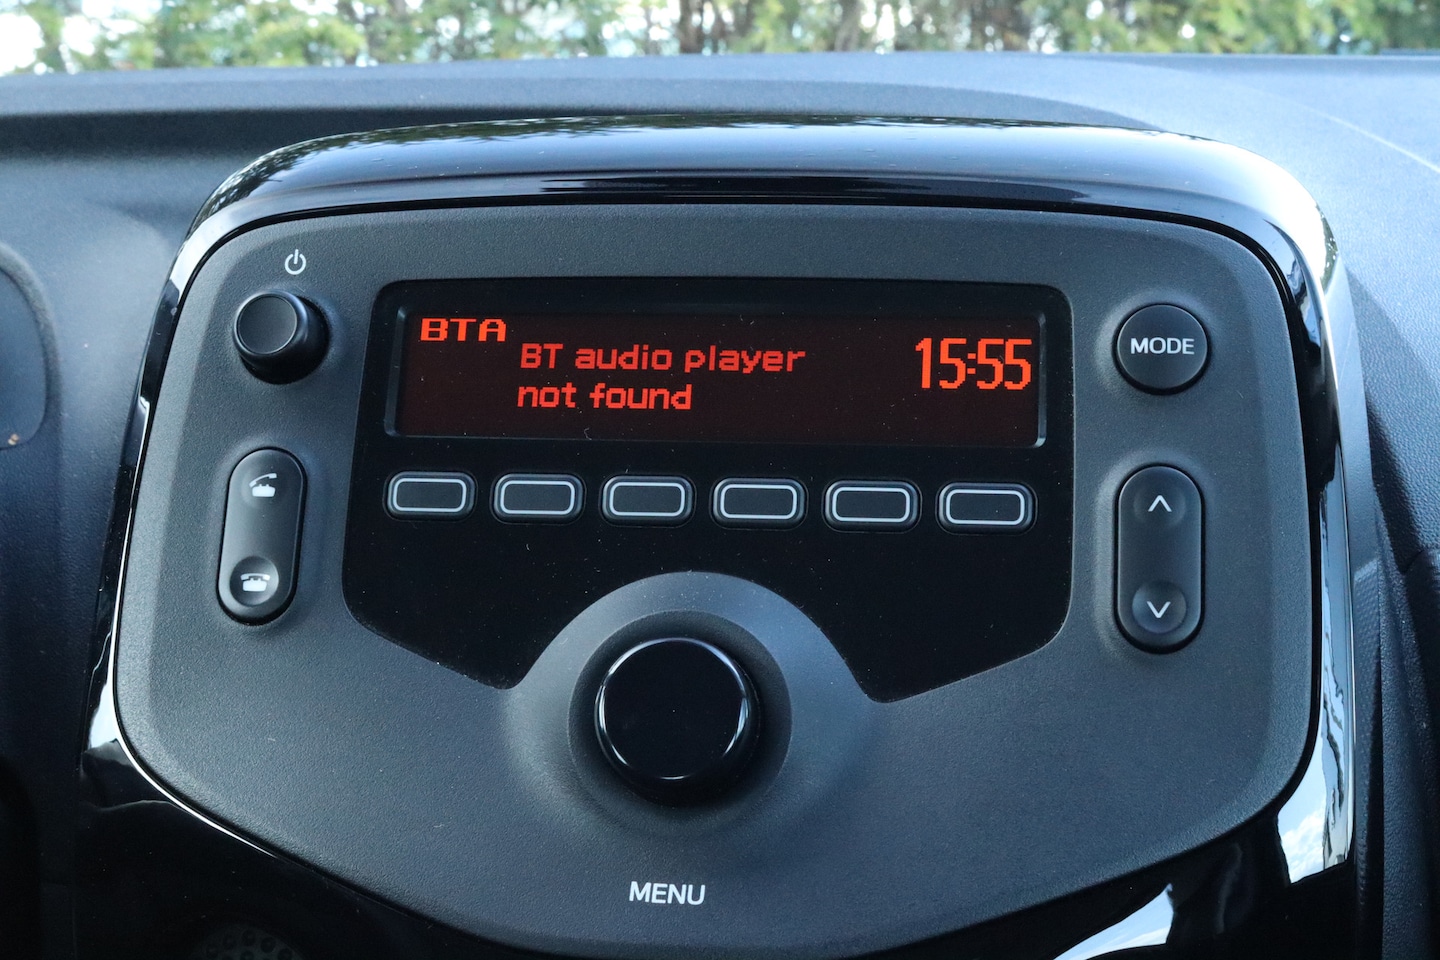 BTA
BT audio player
not found
15:55
MODE
MENU